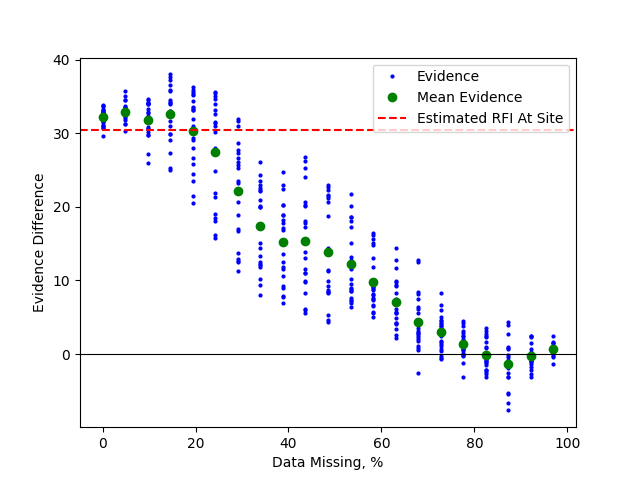 40
30
20
10
0
Evidence Difference
Evidence
Mean Evidence
Estimated RFI At Site
0 20 40 60 80 100
Data Missing, %